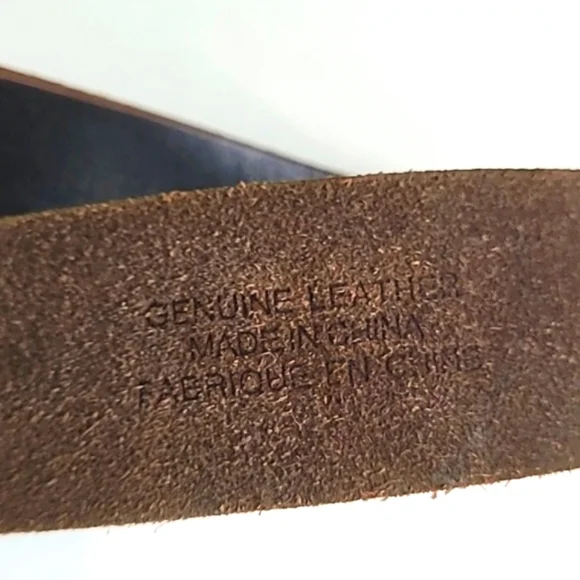 GENUINE LEATHER
MADE IN CHINA
FABRIQUE EN CHINE